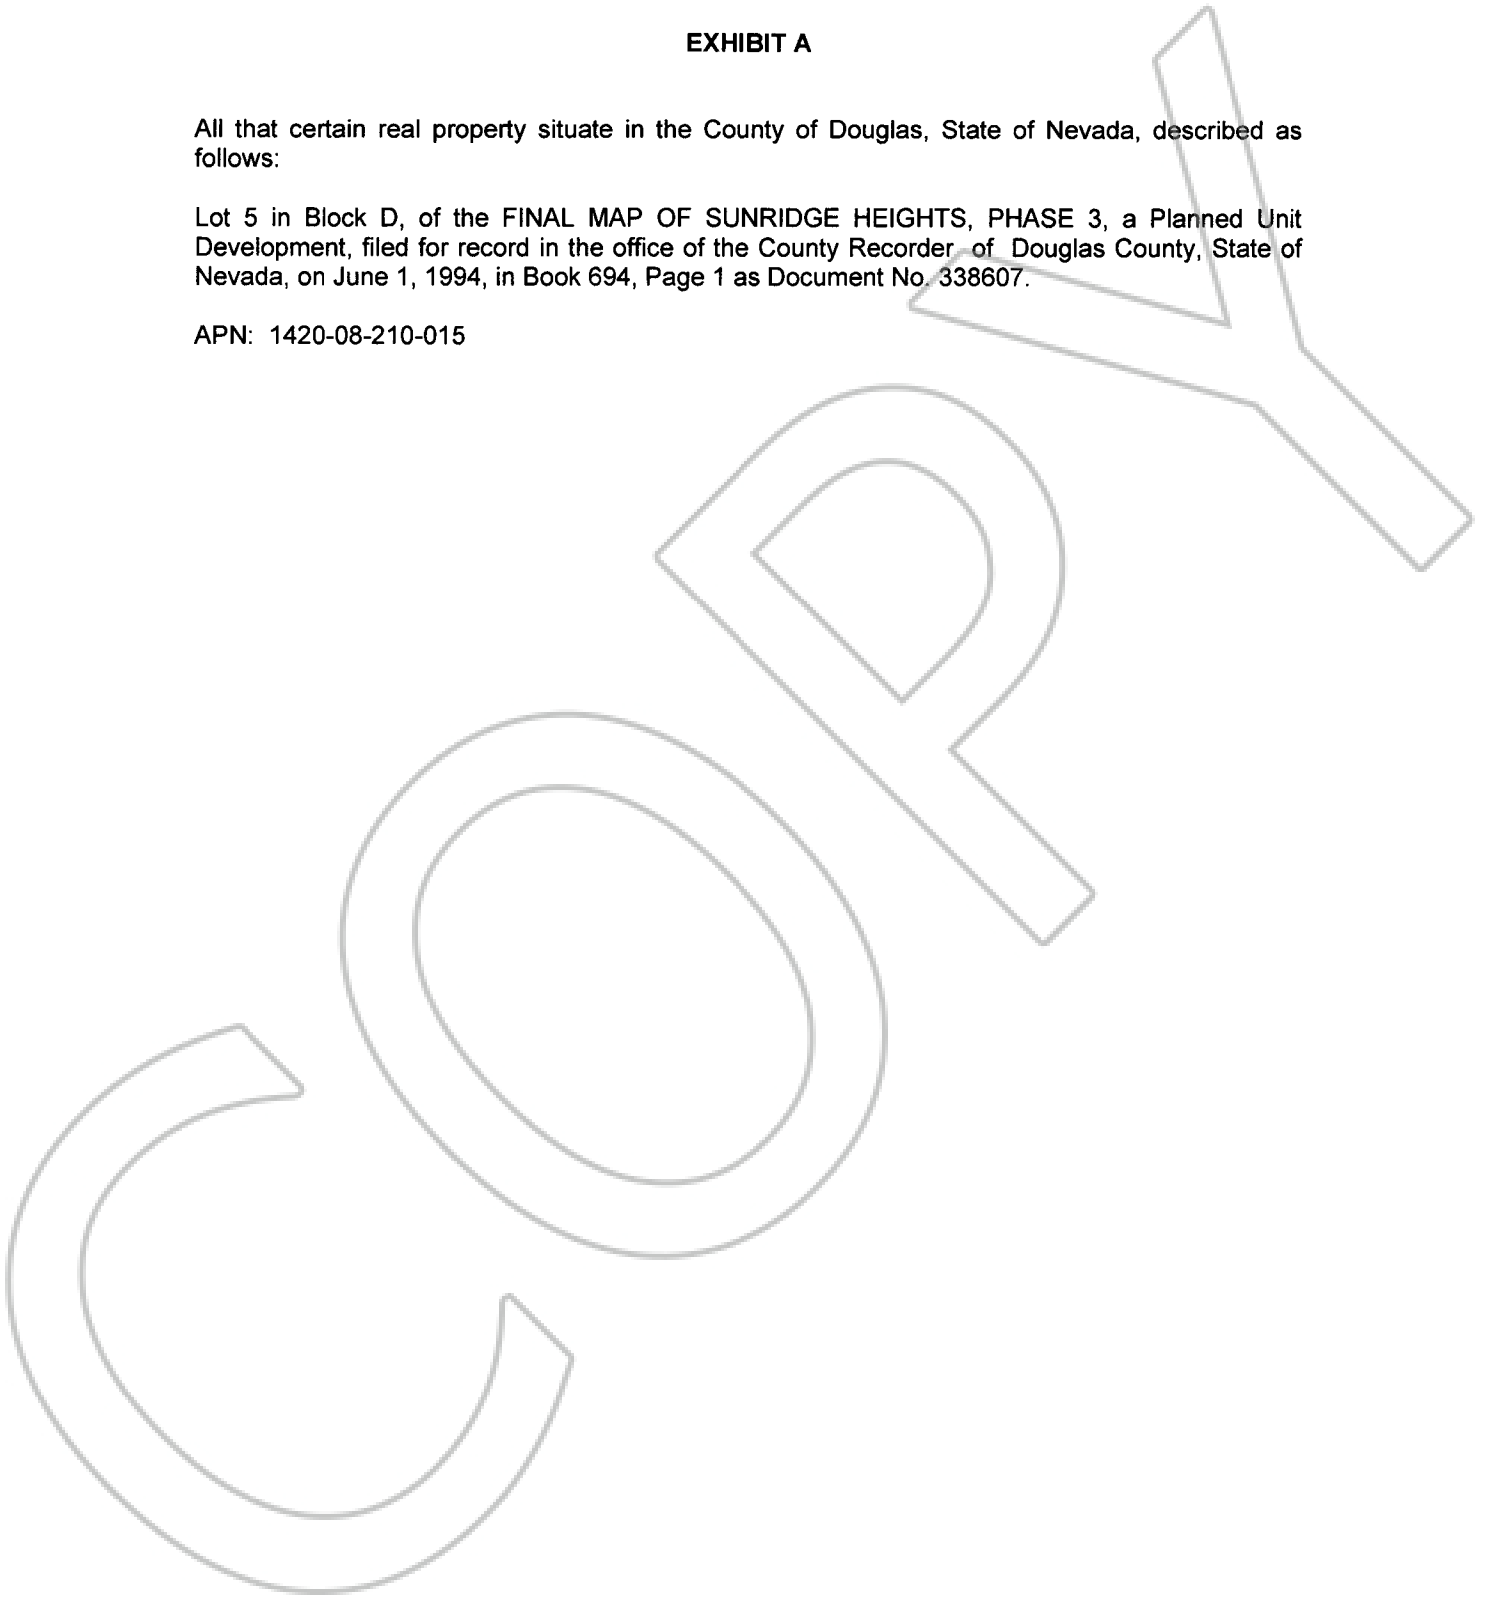 EXHIBIT A
All that certain real property situate in the County of Douglas, State of Nevada, described as
follows:
Lot 5 in Block D, of the FINAL MAP OF SUNRIDGE HEIGHTS, PHASE 3, a Planned Unit
Development, filed for record in the office of the County Recorder of Douglas County, State of
Nevada, on June 1, 1994, in Book 694, Page 1 as Document No. 338607.
APN: 1420-08-210-015
COPY